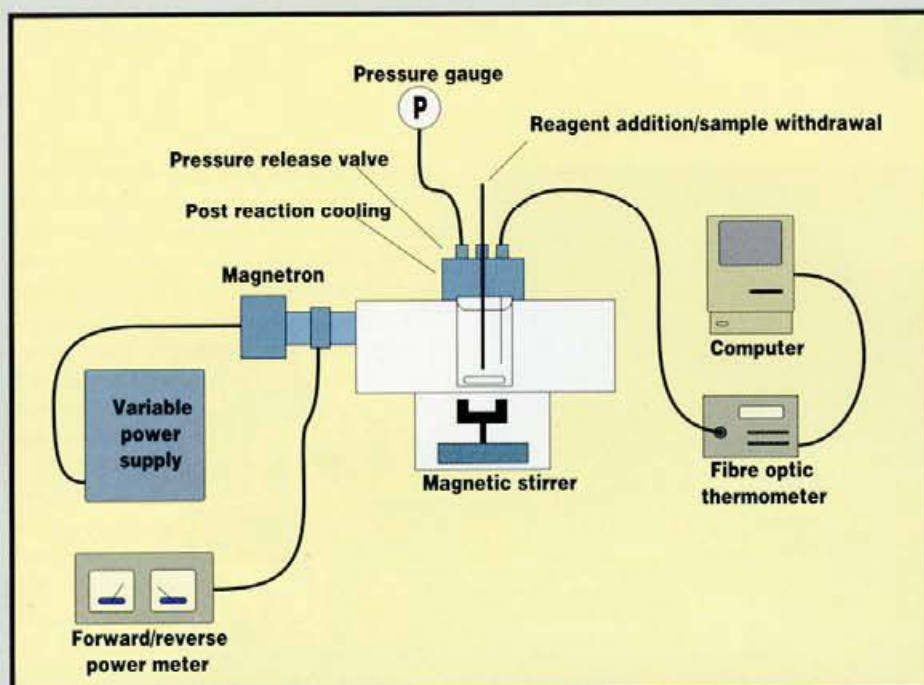 Pressure gauge
P
Reagent addition/sample withdrawal
Pressure release valve
Post reaction cooling
Magnetron
Computer
Variable
power
supply
Magnetic stirrer
Fibre optic
thermometer
Forward/reverse
power meter